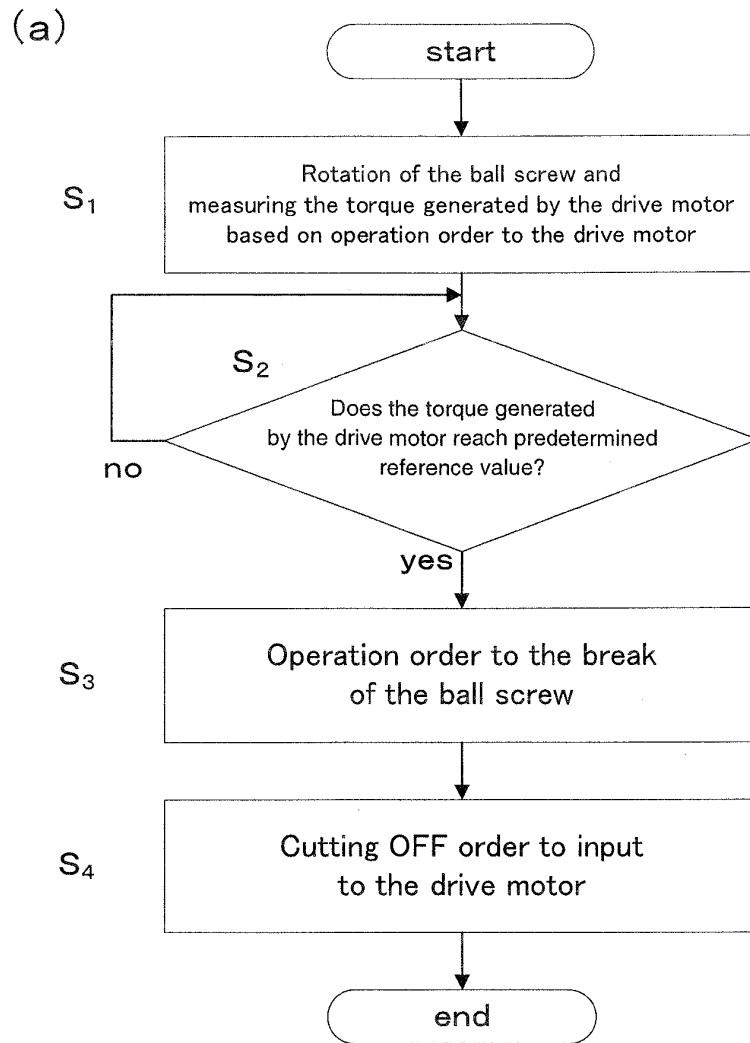 (a)
start
S₁
Rotation of the ball screw and
measuring the torque generated by the drive motor
based on operation order to the drive motor
S₂
Does the torque generated
by the drive motor reach predetermined
reference value?
no
yes
S₃
Operation order to the break
of the ball screw
S₄
Cutting OFF order to input
to the drive motor
end